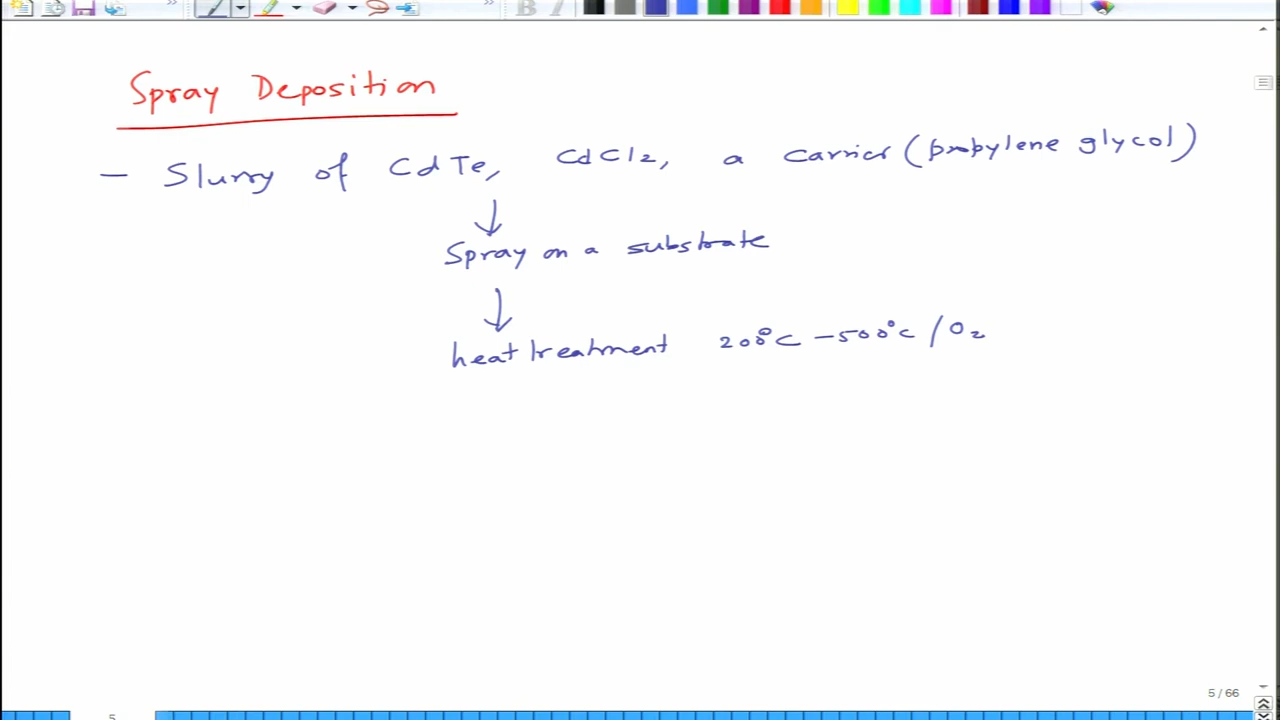 Spray Deposition
- Slurry of CdTe, CdCl2, a carrier (propylene glycol)
↓
Spray on a substrate
↓
heat treatment 200°C - 500°C / O2
5 / 66
5